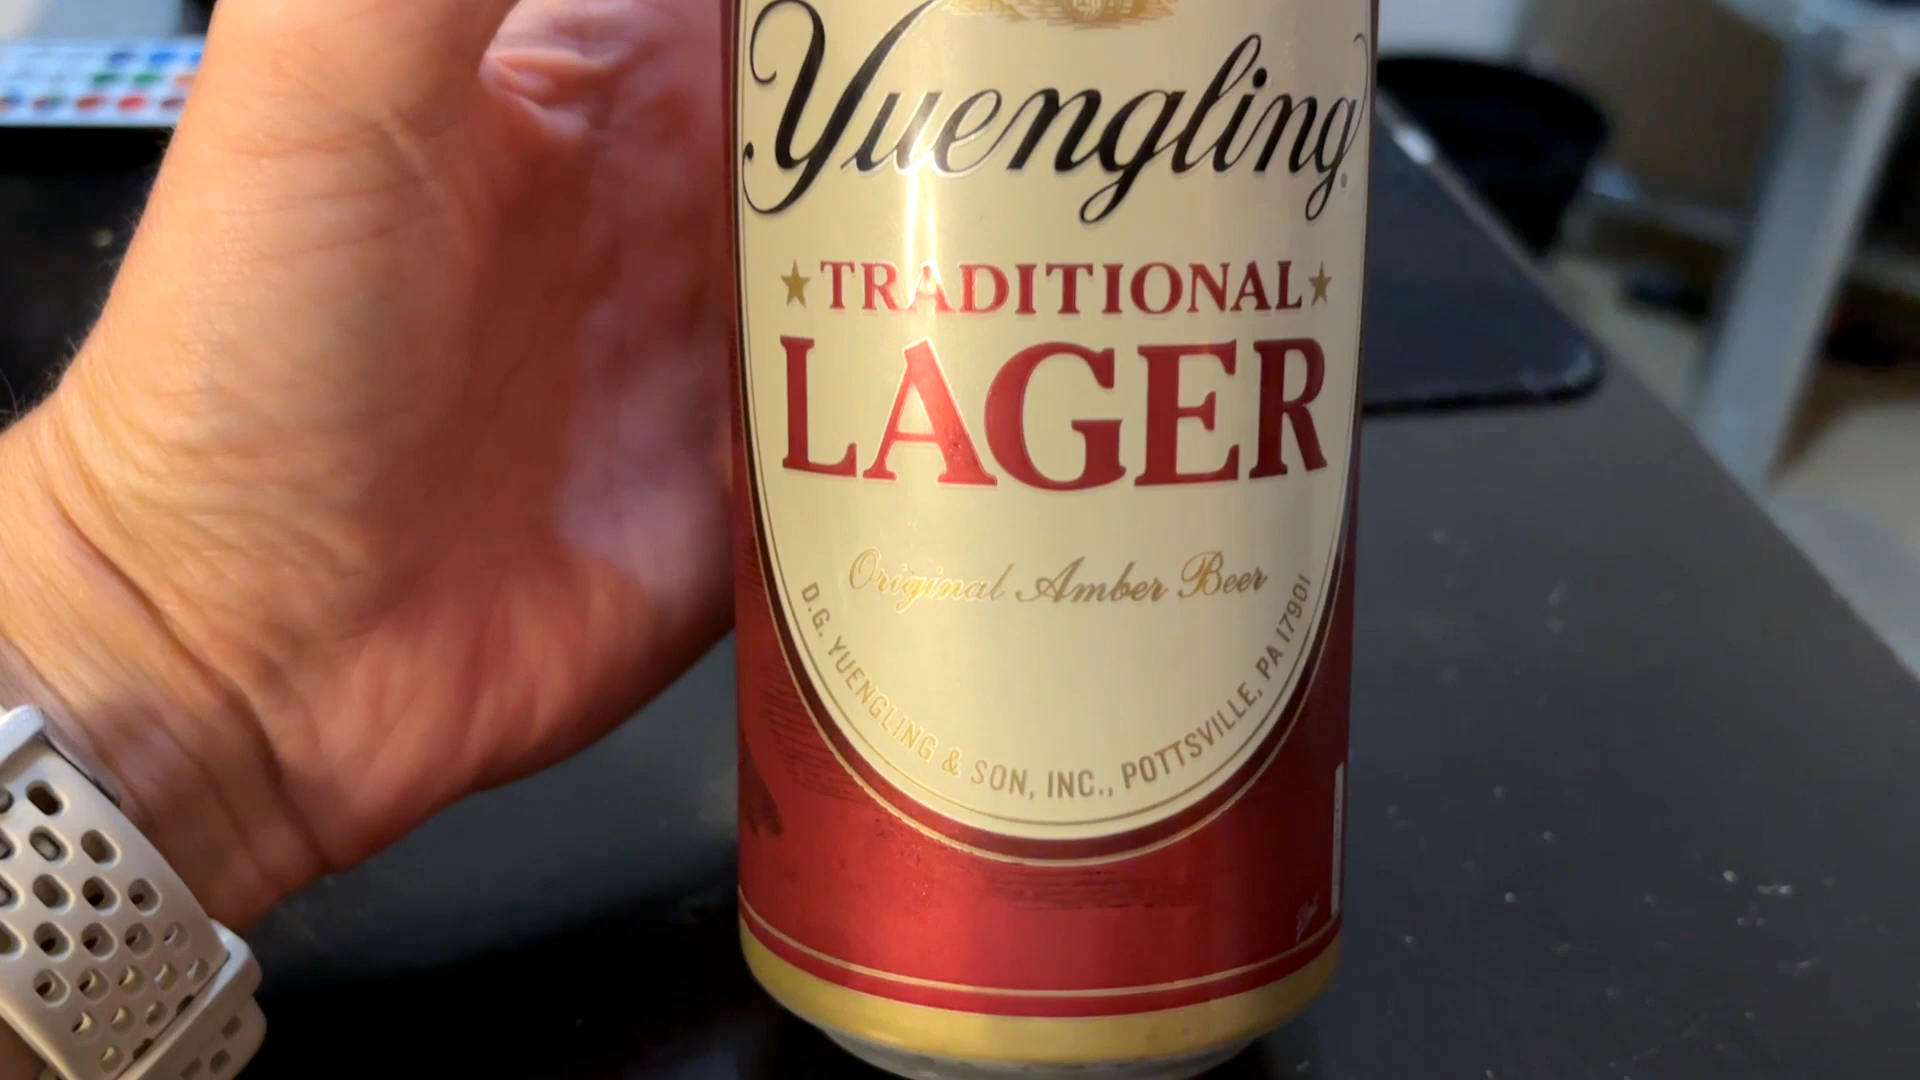 Yuengling
TRADITIONAL
LAGER
Original Amber Beer
D.G. YUENGLING & SON, INC., POTTSVILLE, PA 17901